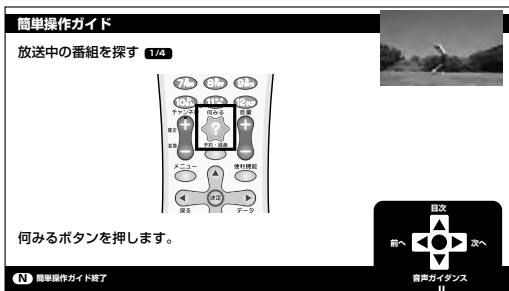 簡単操作ガイド
放送中の番組を探す 1/4
チャンネル 何みる 音量
?
予約・録画
メニュー 便利機能
決定
戻る データ
何みるボタンを押します。
目次
前へ 次へ
音声ガイダンス
N 簡単操作ガイド終了